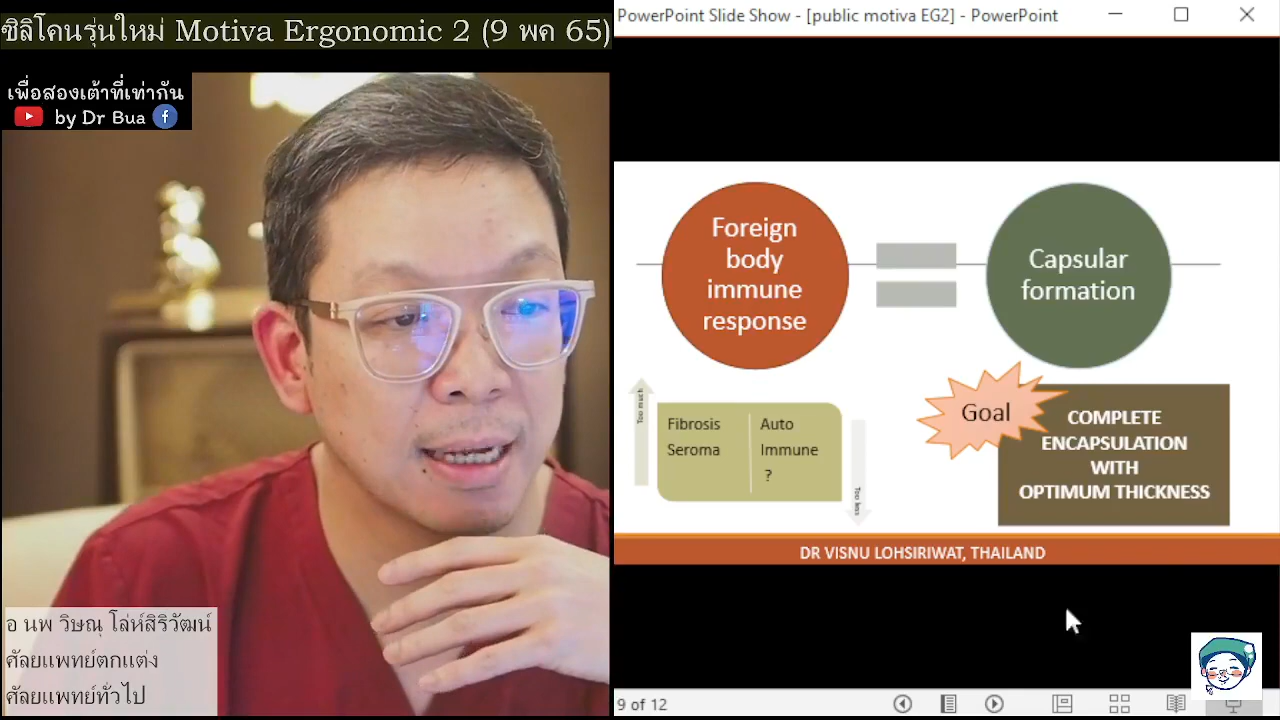 ซิลิโคนรุ่นใหม่ Motiva Ergonomic 2 (9 พค 65)
เพื่อสองเต้าที่เท่ากัน
by Dr Bua
อ นพ วิษณุ โล่ห์สิริวัฒน์
ศัลยแพทย์ตกแต่ง
ศัลยแพทย์ทั่วไป
PowerPoint Slide Show - [public motiva EG2] - PowerPoint
Foreign
body
immune
response
Capsular
formation
Too much
Fibrosis
Seroma
Auto
Immune
?
Too less
Goal
COMPLETE
ENCAPSULATION
WITH
OPTIMUM THICKNESS
DR VISNU LOHSIRIWAT, THAILAND
9 of 12